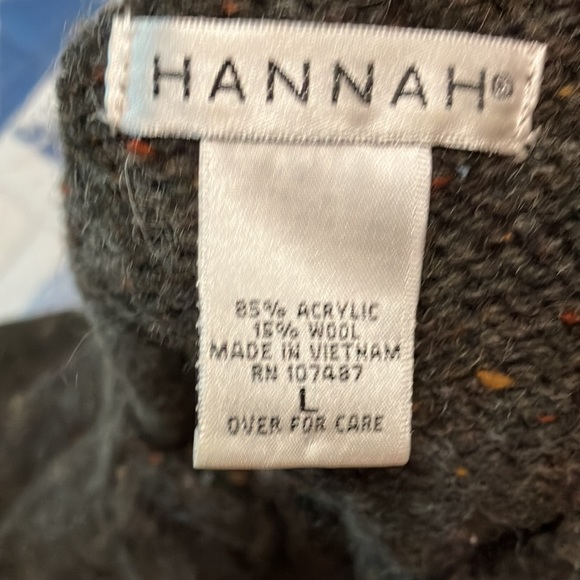 HANNAH®
85% ACRYLIC
15% WOOL
MADE IN VIETNAM
RN 107487
L
OVER FOR CARE